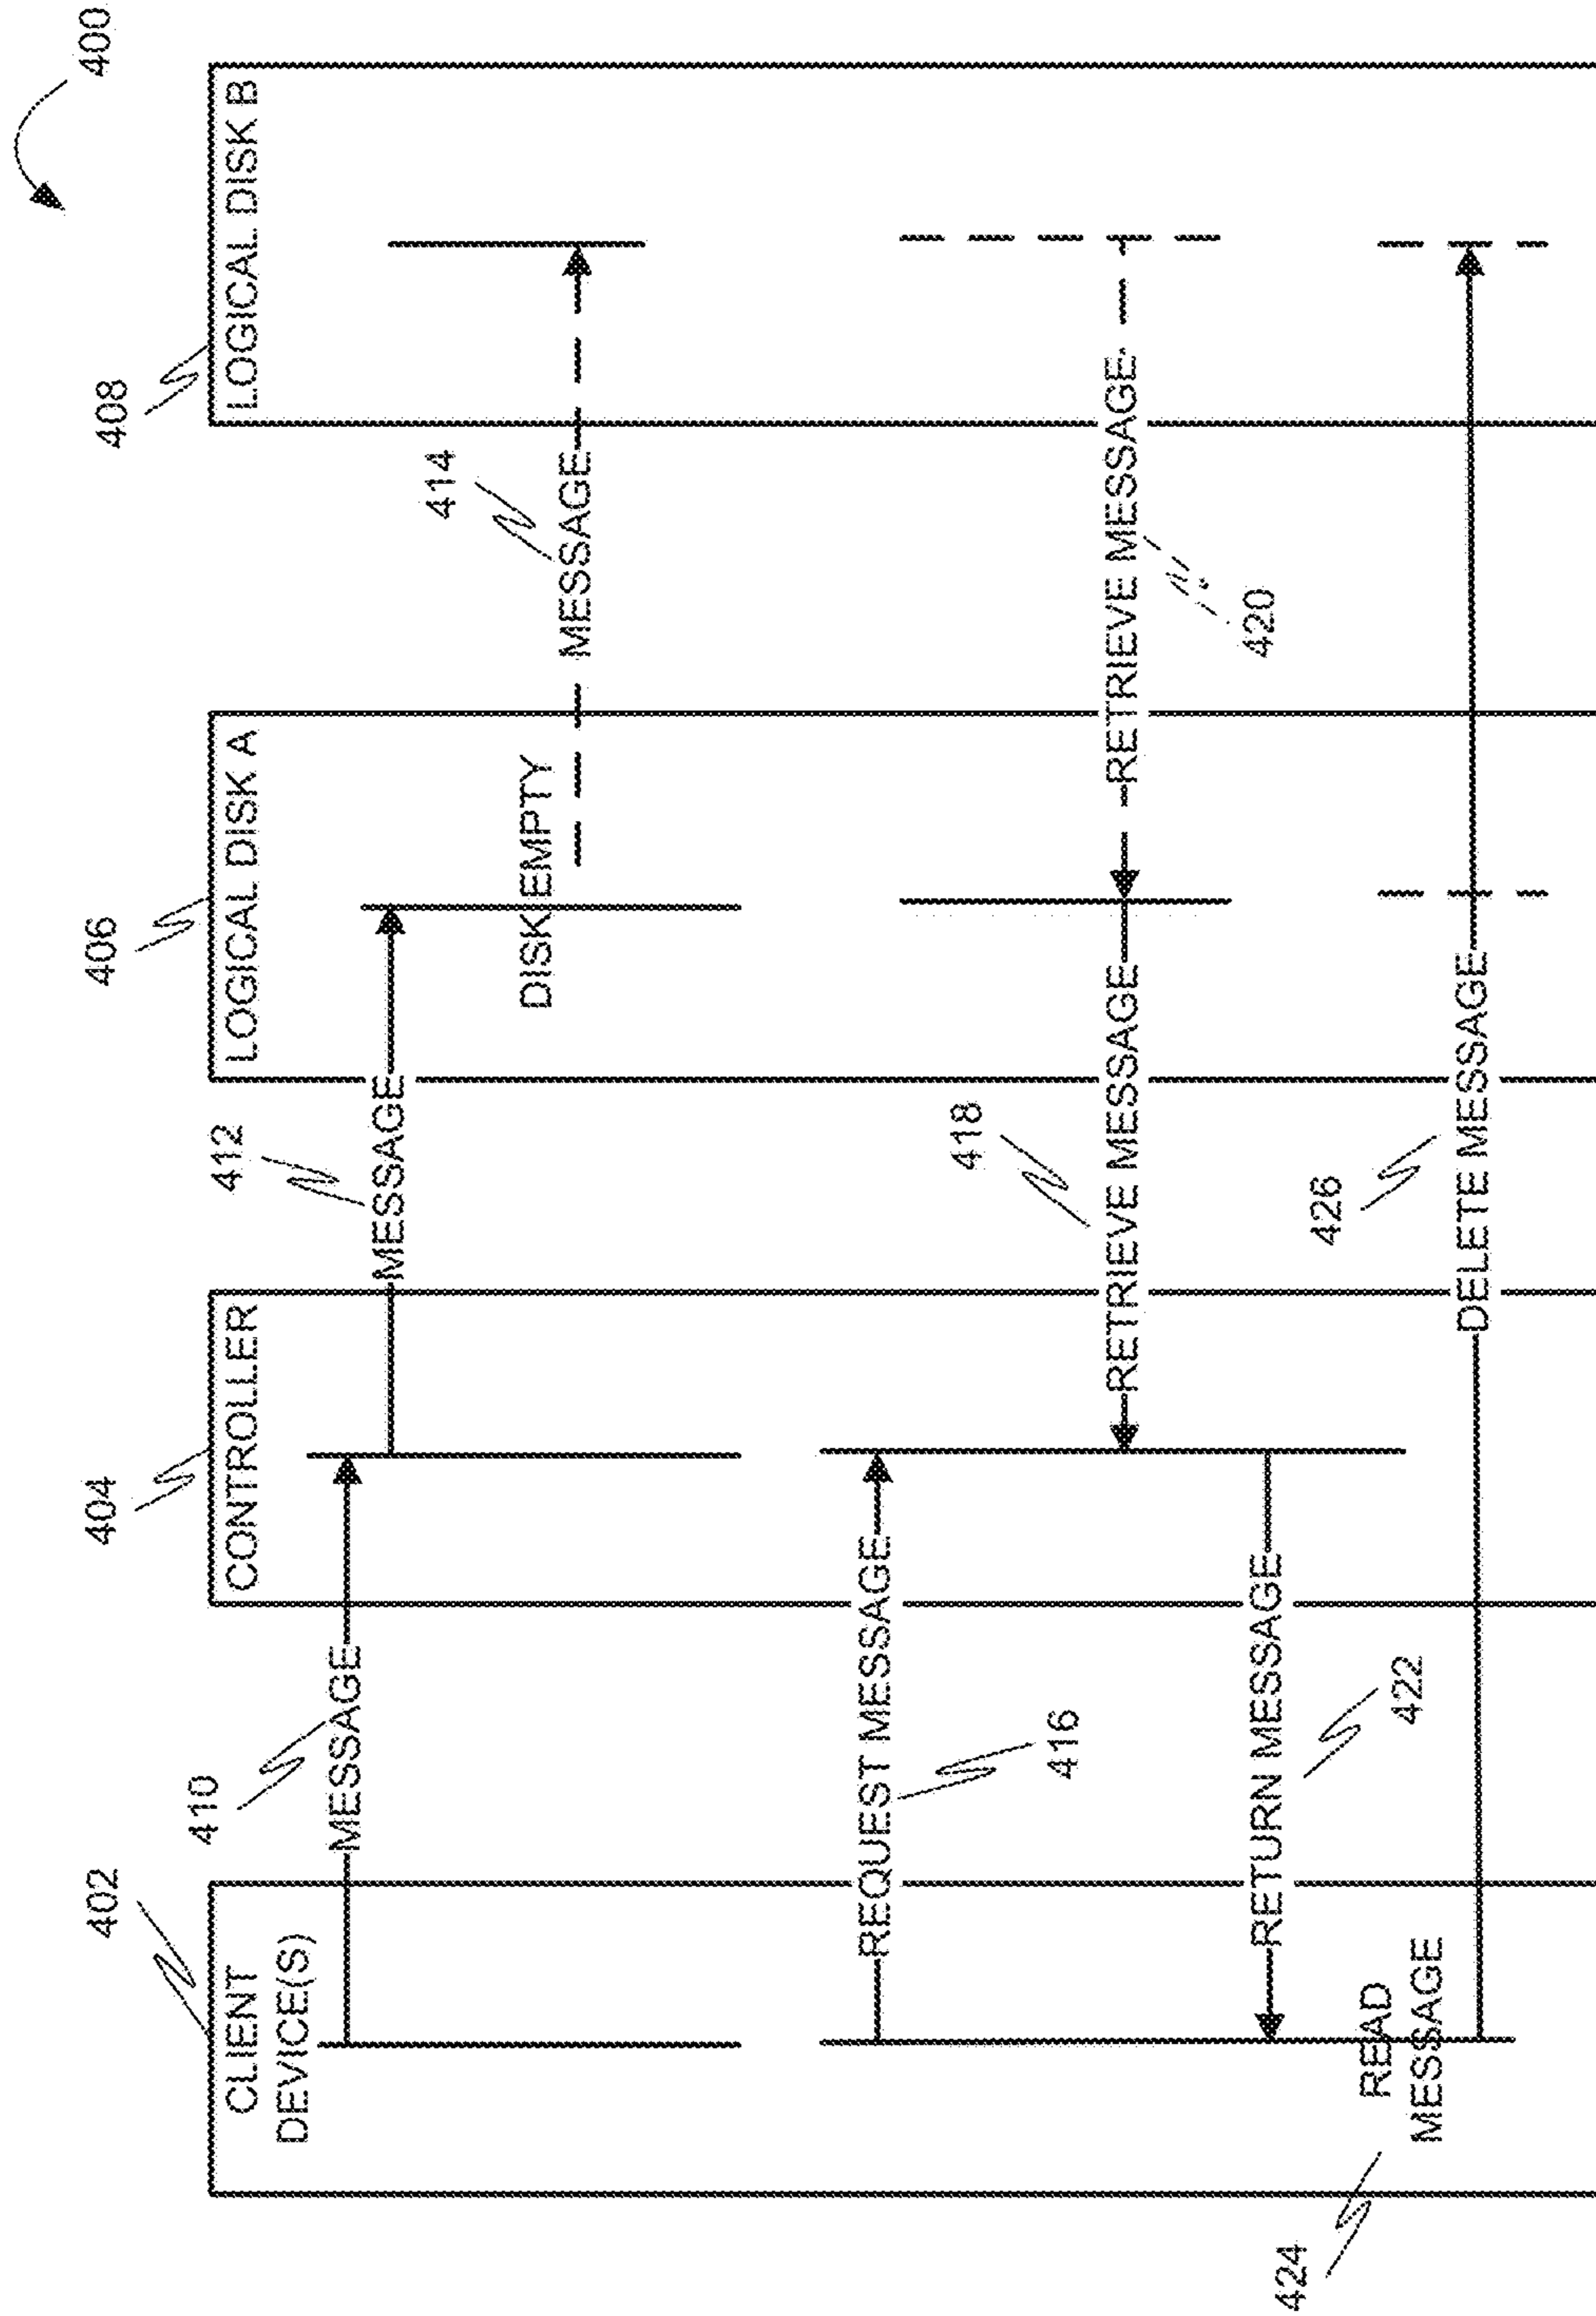 400
402
404
406
408
CLIENT
DEVICE(S)
CONTROLLER
LOGICAL DISK A
LOGICAL DISK B
410
MESSAGE
412
MESSAGE
414
MESSAGE
DISK EMPTY
REQUEST MESSAGE
416
418
RETRIEVE MESSAGE
RETRIEVE MESSAGE
420
RETURN MESSAGE
422
424
READ
MESSAGE
426
DELETE MESSAGE